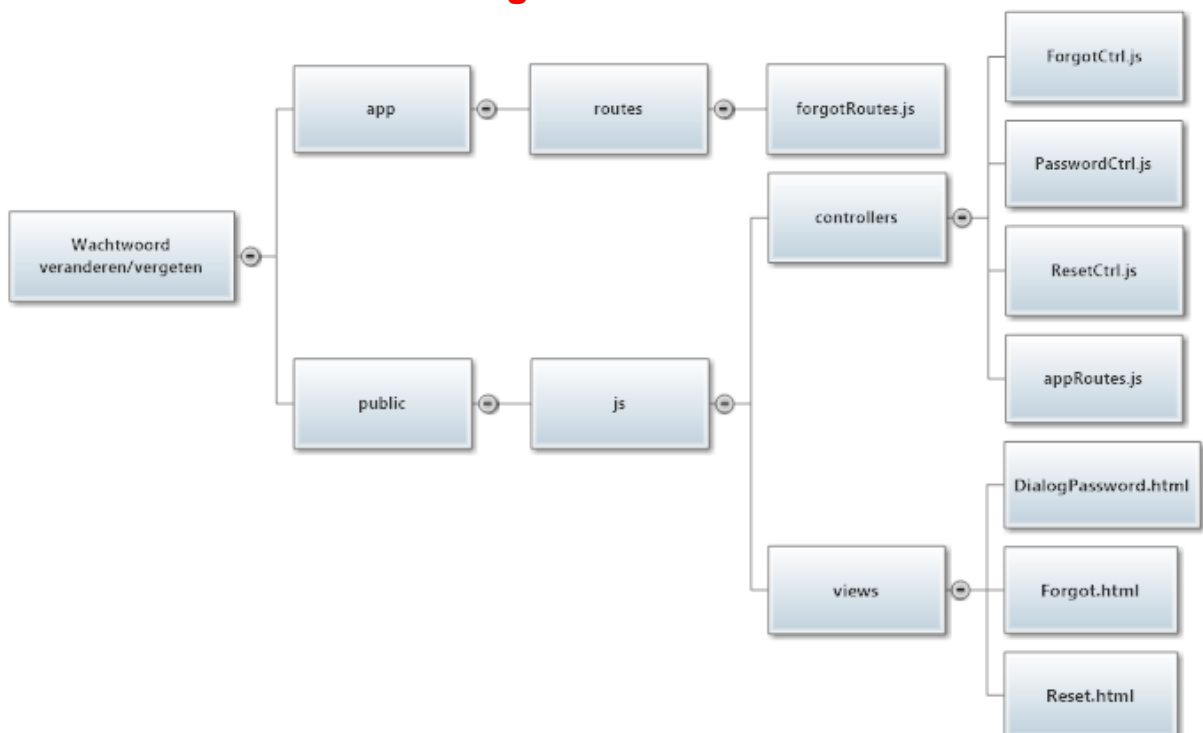 Wachtwoord
veranderen/vergeten
app
routes
forgotRoutes.js
public
js
controllers
ForgotCtrl.js
PasswordCtrl.js
ResetCtrl.js
appRoutes.js
views
DialogPassword.html
Forgot.html
Reset.html